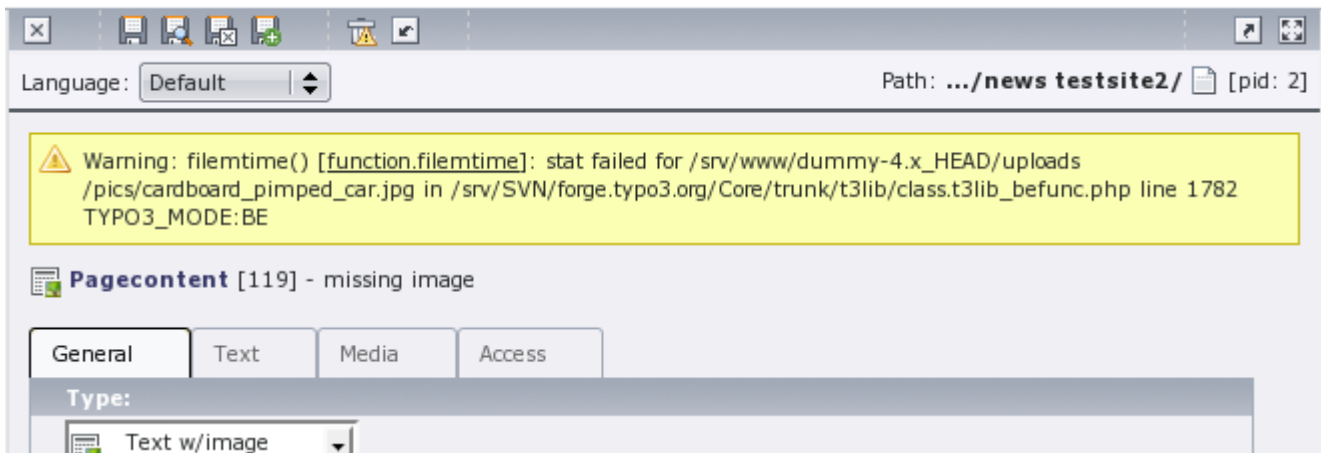 Language: Default Path: .../news testsite2/ [pid: 2]
Warning: filemtime() [function.filemtime]: stat failed for /srv/www/dummy-4.x_HEAD/uploads
/pics/cardboard_pimped_car.jpg in /srv/SVN/forge.typo3.org/Core/trunk/t3lib/class.t3lib_befunc.php line 1782
TYPO3_MODE:BE
Pagecontent [119] - missing image
General Text Media Access
Type:
Text w/image